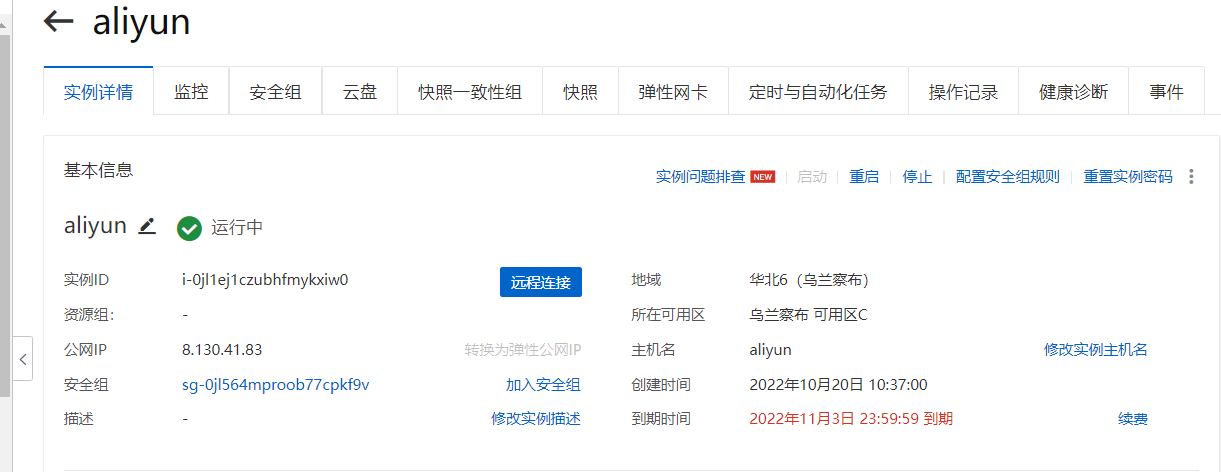 aliyun
实例详情 监控 安全组 云盘 快照一致性组 快照 弹性网卡 定时与自动化任务 操作记录 健康诊断 事件
基本信息
实例问题排查 NEW 启动 重启 停止 配置安全组规则 重置实例密码
aliyun 运行中
实例ID i-0jl1ej1czubhfmykxiw0 远程连接 地域 华北6（乌兰察布）
资源组： - 所在可用区 乌兰察布 可用区C
公网IP 8.130.41.83 转换为弹性公网IP 主机名 aliyun 修改实例主机名
安全组 sg-0jl564mproob77cpkf9v 加入安全组 创建时间 2022年10月20日 10:37:00
描述 - 修改实例描述 到期时间 2022年11月3日 23:59:59 到期 续费